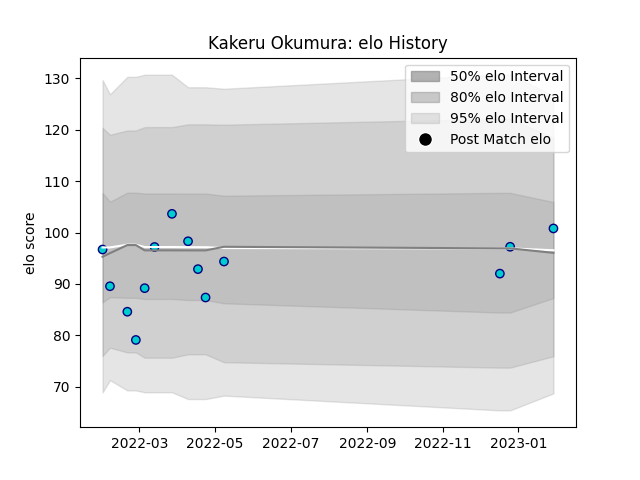 Kakeru Okumura: elo History
50% elo Interval
80% elo Interval
95% elo Interval
Post Match elo
elo score
130
120
110
100
90
80
70
2022-03 2022-05 2022-07 2022-09 2022-11 2023-01